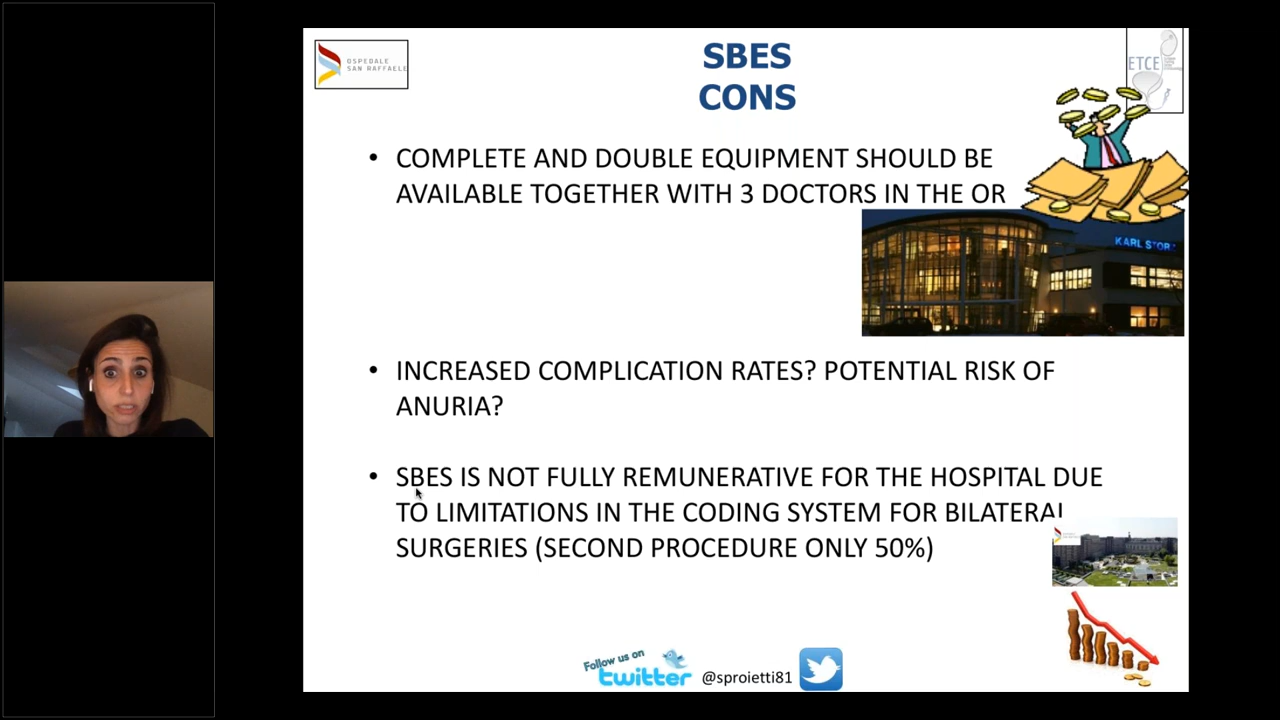 SBES
CONS
OSPEDALE
SAN RAFFAELE
ETCE
• COMPLETE AND DOUBLE EQUIPMENT SHOULD BE
AVAILABLE TOGETHER WITH 3 DOCTORS IN THE OR
KARL STORZ
• INCREASED COMPLICATION RATES? POTENTIAL RISK OF
ANURIA?
• SBES IS NOT FULLY REMUNERATIVE FOR THE HOSPITAL DUE
TO LIMITATIONS IN THE CODING SYSTEM FOR BILATERAL
SURGERIES (SECOND PROCEDURE ONLY 50%)
Follow us on
twitter
@sproietti81